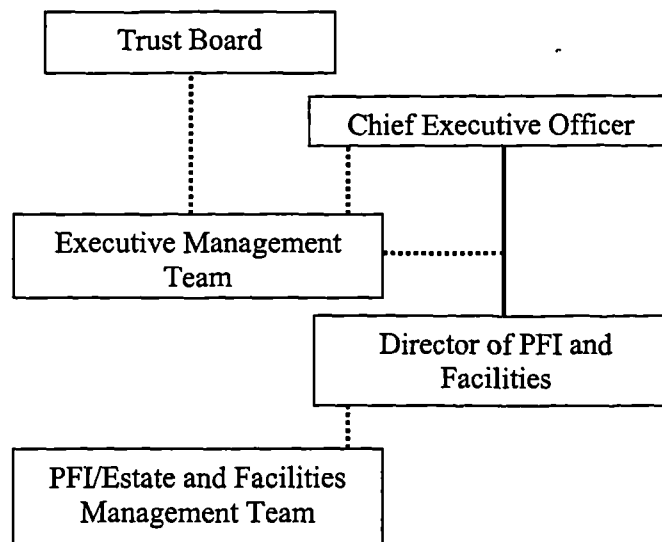 Trust Board
Chief Executive Officer
Executive Management
Team
Director of PFI and
Facilities
PFI/Estate and Facilities
Management Team